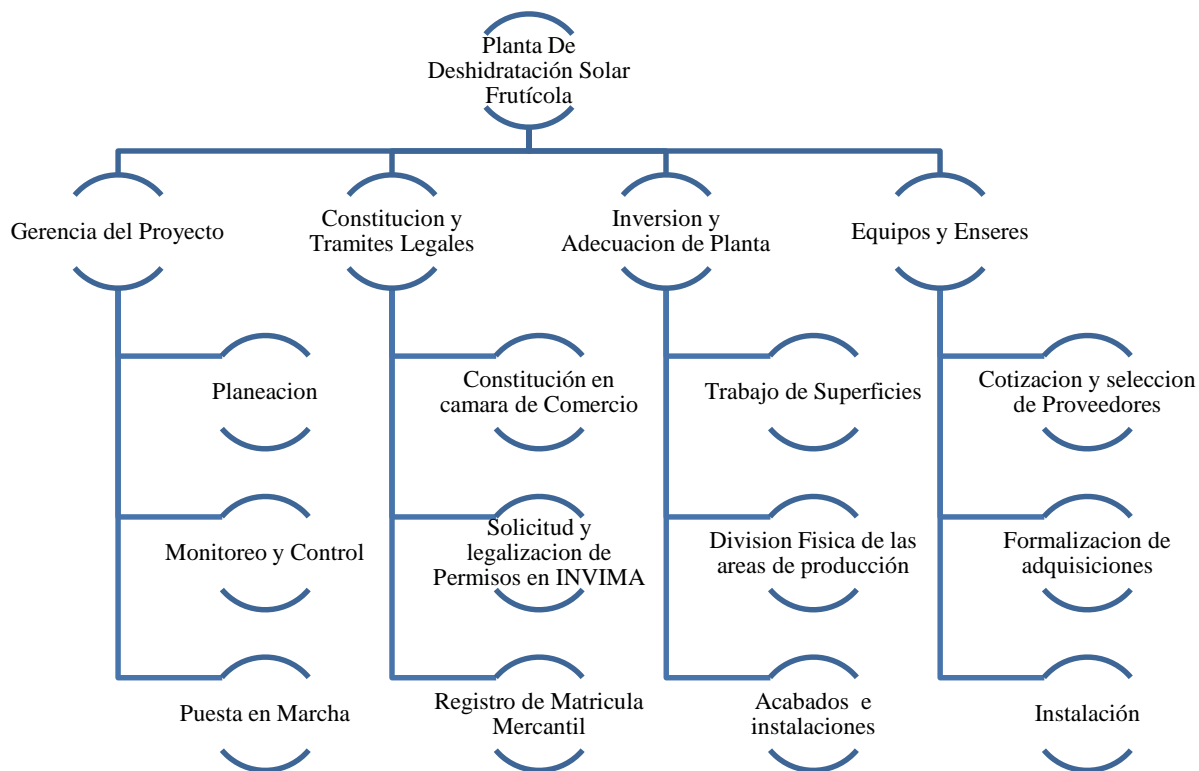 Planta De
Deshidratación Solar
Frutícola
Gerencia del Proyecto
Constitucion y
Tramites Legales
Inversion y
Adecuacion de Planta
Equipos y Enseres
Planeacion
Constitución en
camara de Comercio
Trabajo de Superficies
Cotizacion y seleccion
de Proveedores
Monitoreo y Control
Solicitud y
legalizacion de
Permisos en INVIMA
Division Fisica de las
areas de producción
Formalizacion de
adquisiciones
Puesta en Marcha
Registro de Matricula
Mercantil
Acabados e
instalaciones
Instalación